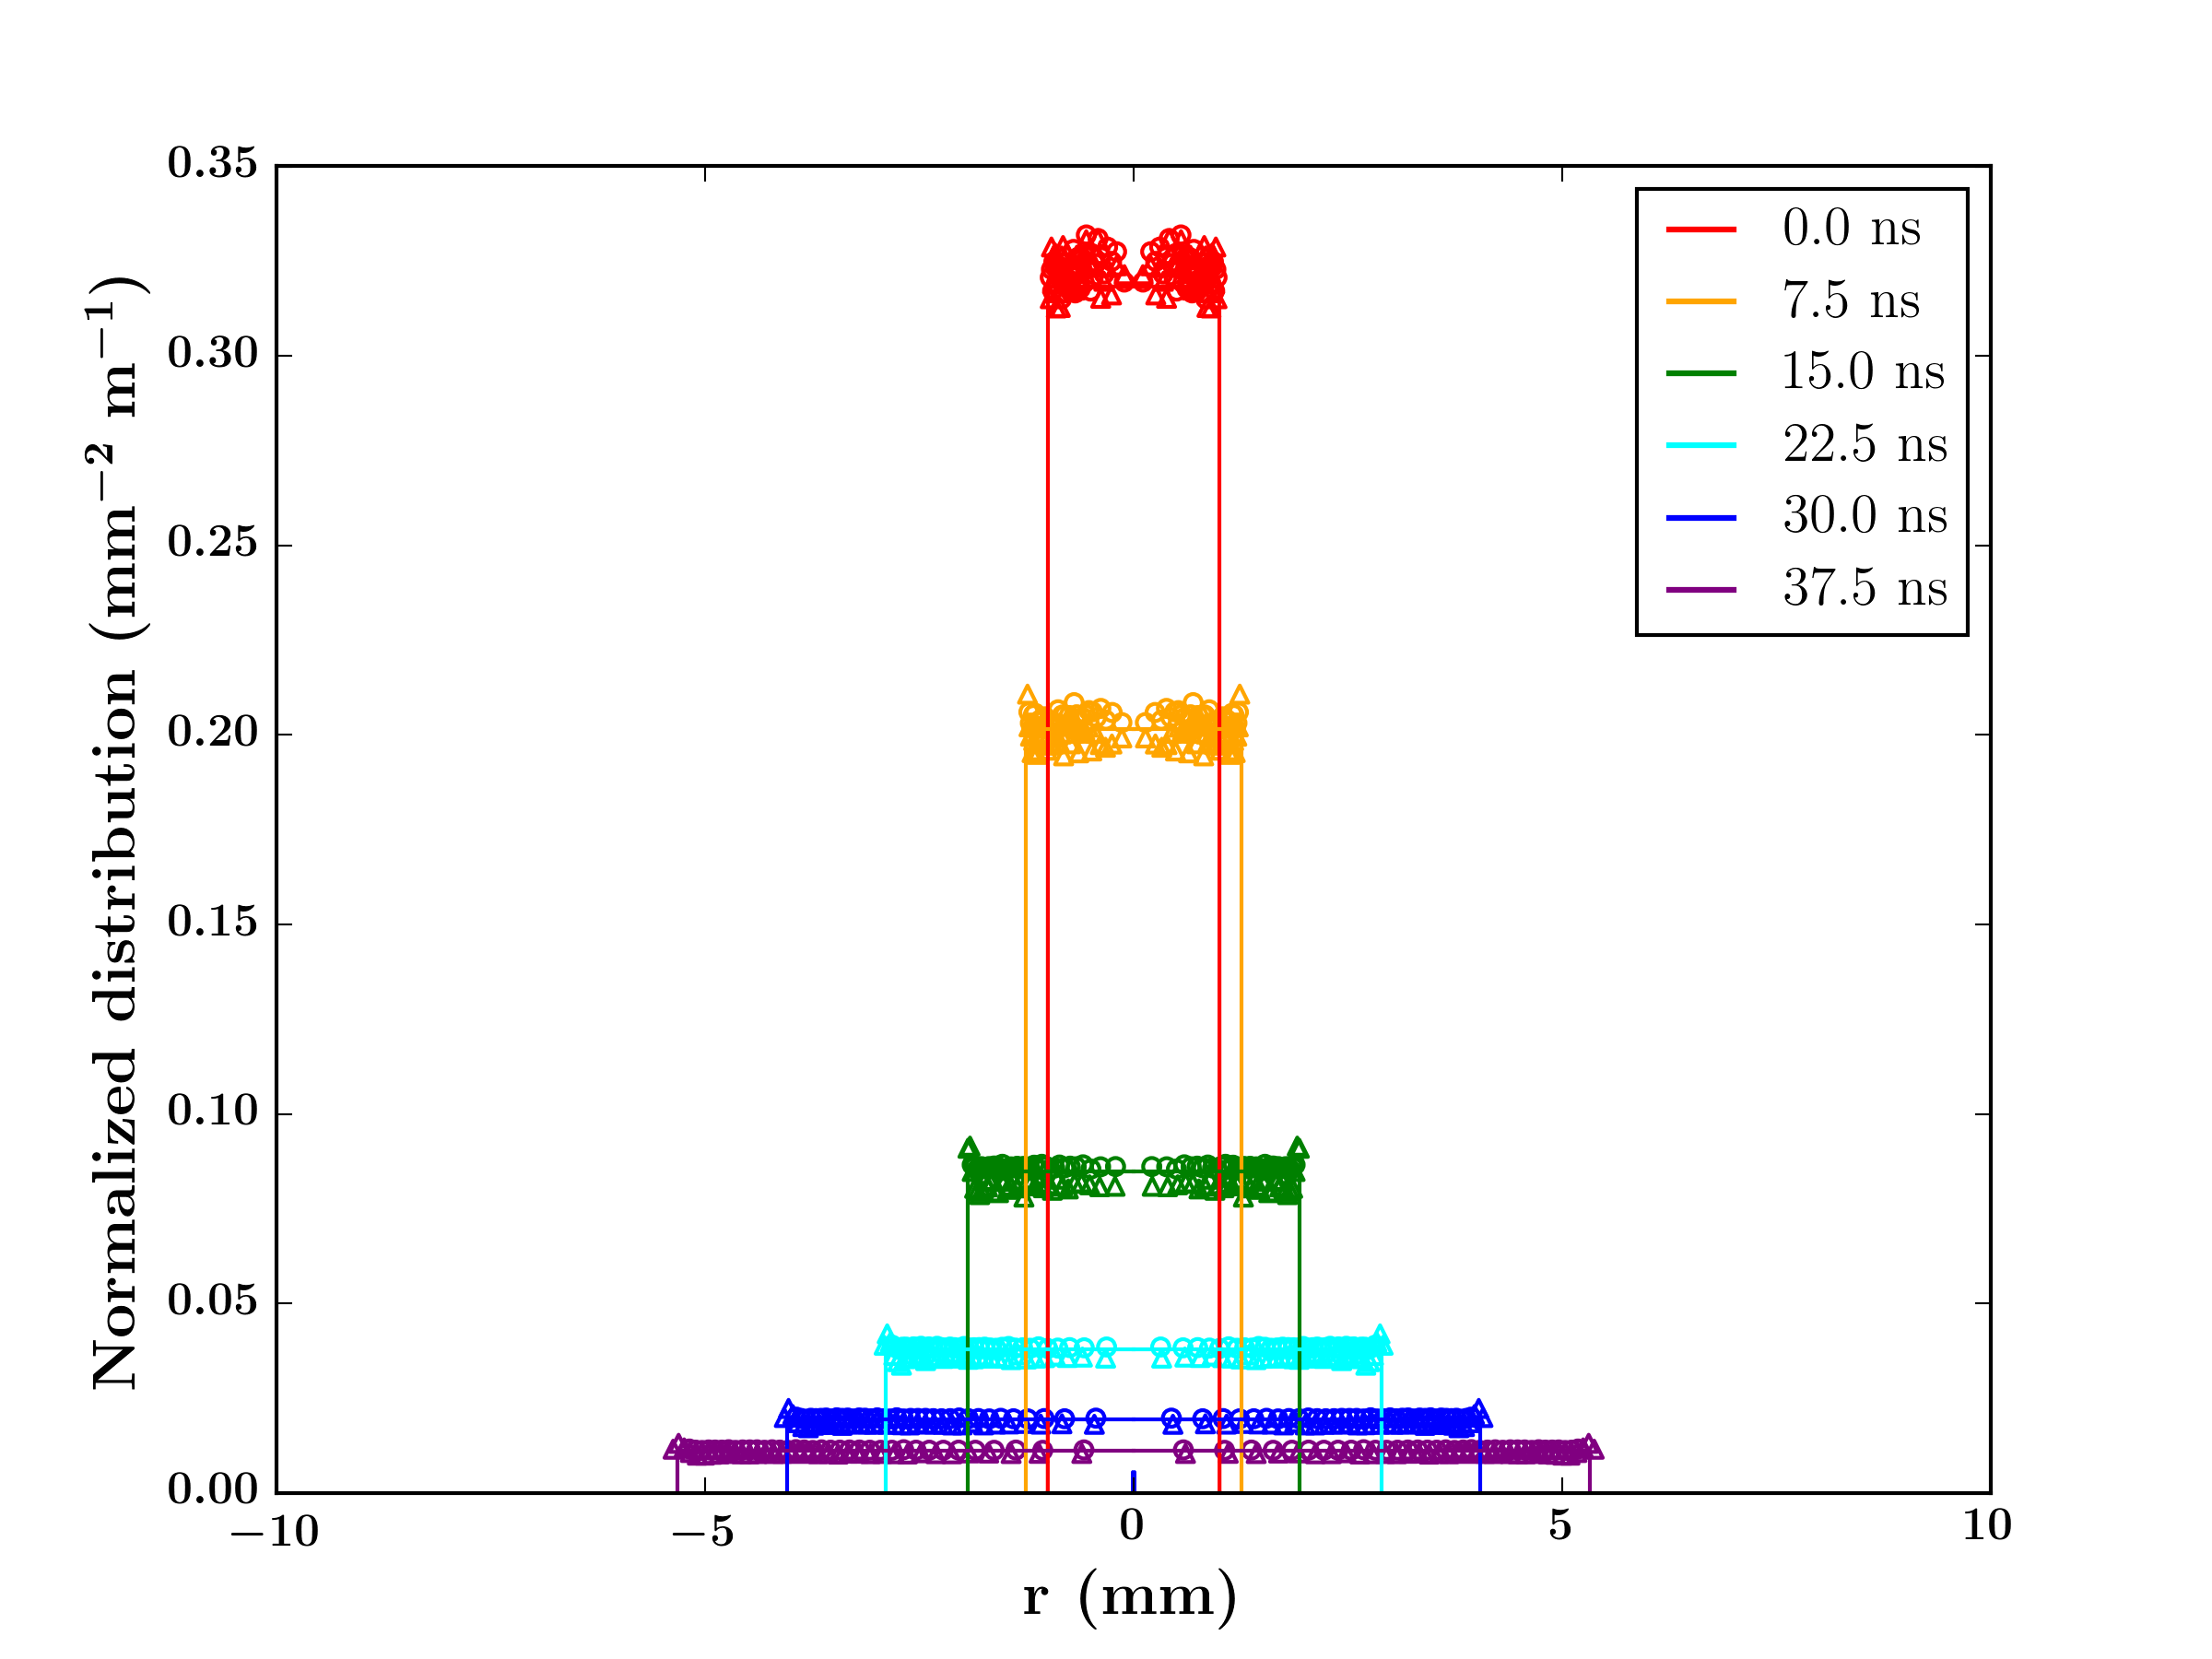 Normalized distribution (mm⁻² m⁻¹)
0.35
0.30
0.25
0.20
0.15
0.10
0.05
0.00
0.0 ns
7.5 ns
15.0 ns
22.5 ns
30.0 ns
37.5 ns
−10 −5 0 5 10
r (mm)